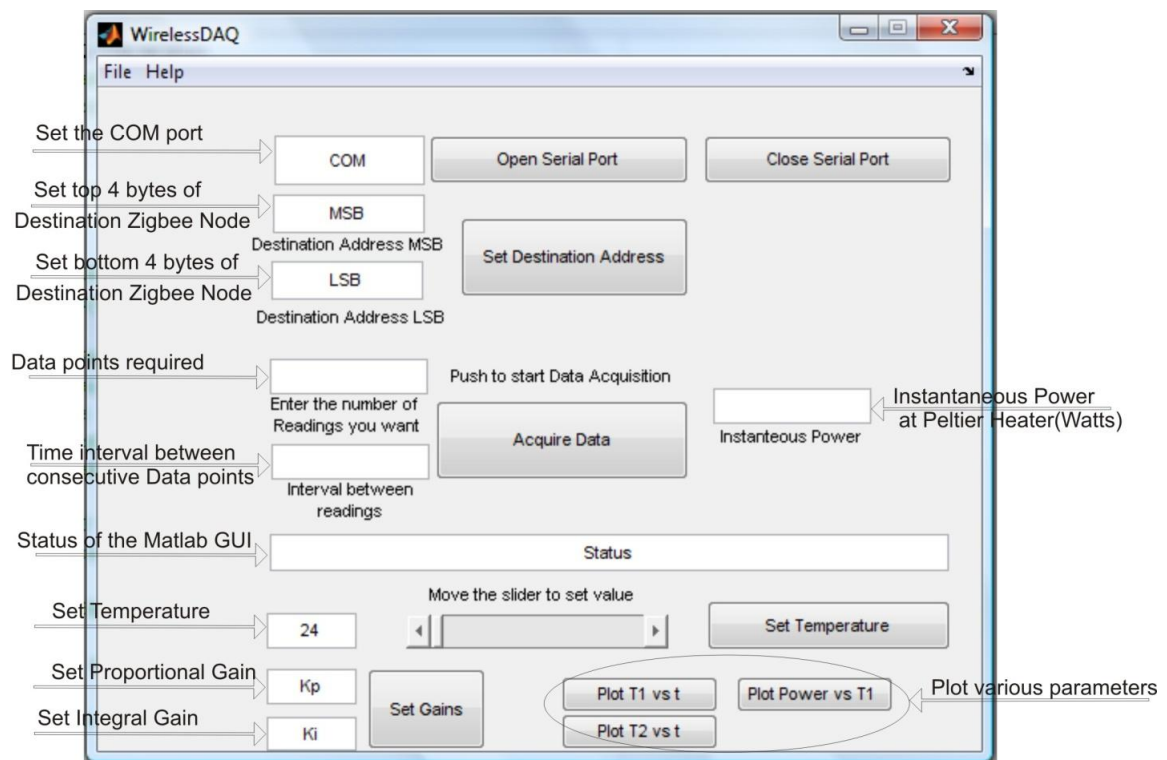 WirelessDAQ
File Help
Set the COM port
COM
Open Serial Port
Close Serial Port
Set top 4 bytes of
Destination Zigbee Node
MSB
Destination Address MSB
Set Destination Address
Set bottom 4 bytes of
Destination Zigbee Node
LSB
Destination Address LSB
Data points required
Push to start Data Acquisition
Enter the number of
Readings you want
Acquire Data
Instanteous Power
Instantaneous Power
at Peltier Heater(Watts)
Time interval between
consecutive Data points
Interval between
readings
Status of the Matlab GUI
Status
Move the slider to set value
Set Temperature
24
Set Temperature
Set Proportional Gain
Kp
Set Gains
Plot T1 vs t
Plot Power vs T1
Plot various parameters
Set Integral Gain
Ki
Plot T2 vs t